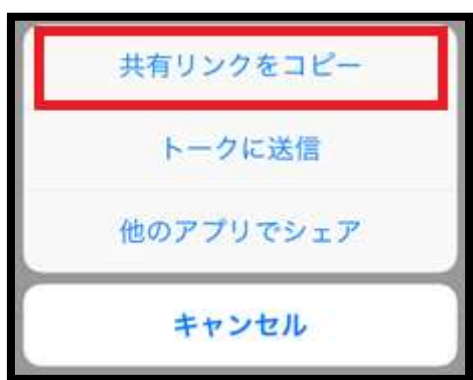 共有リンクをコピー
トークに送信
他のアプリでシェア
キャンセル